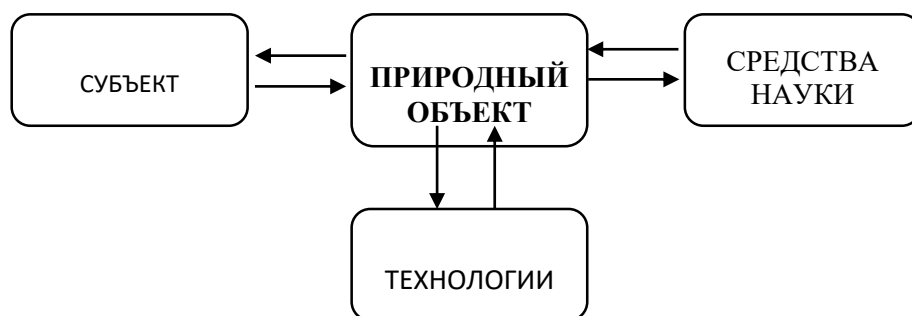 СУБЪЕКТ
ПРИРОДНЫЙ
ОБЪЕКТ
СРЕДСТВА
НАУКИ
ТЕХНОЛОГИИ